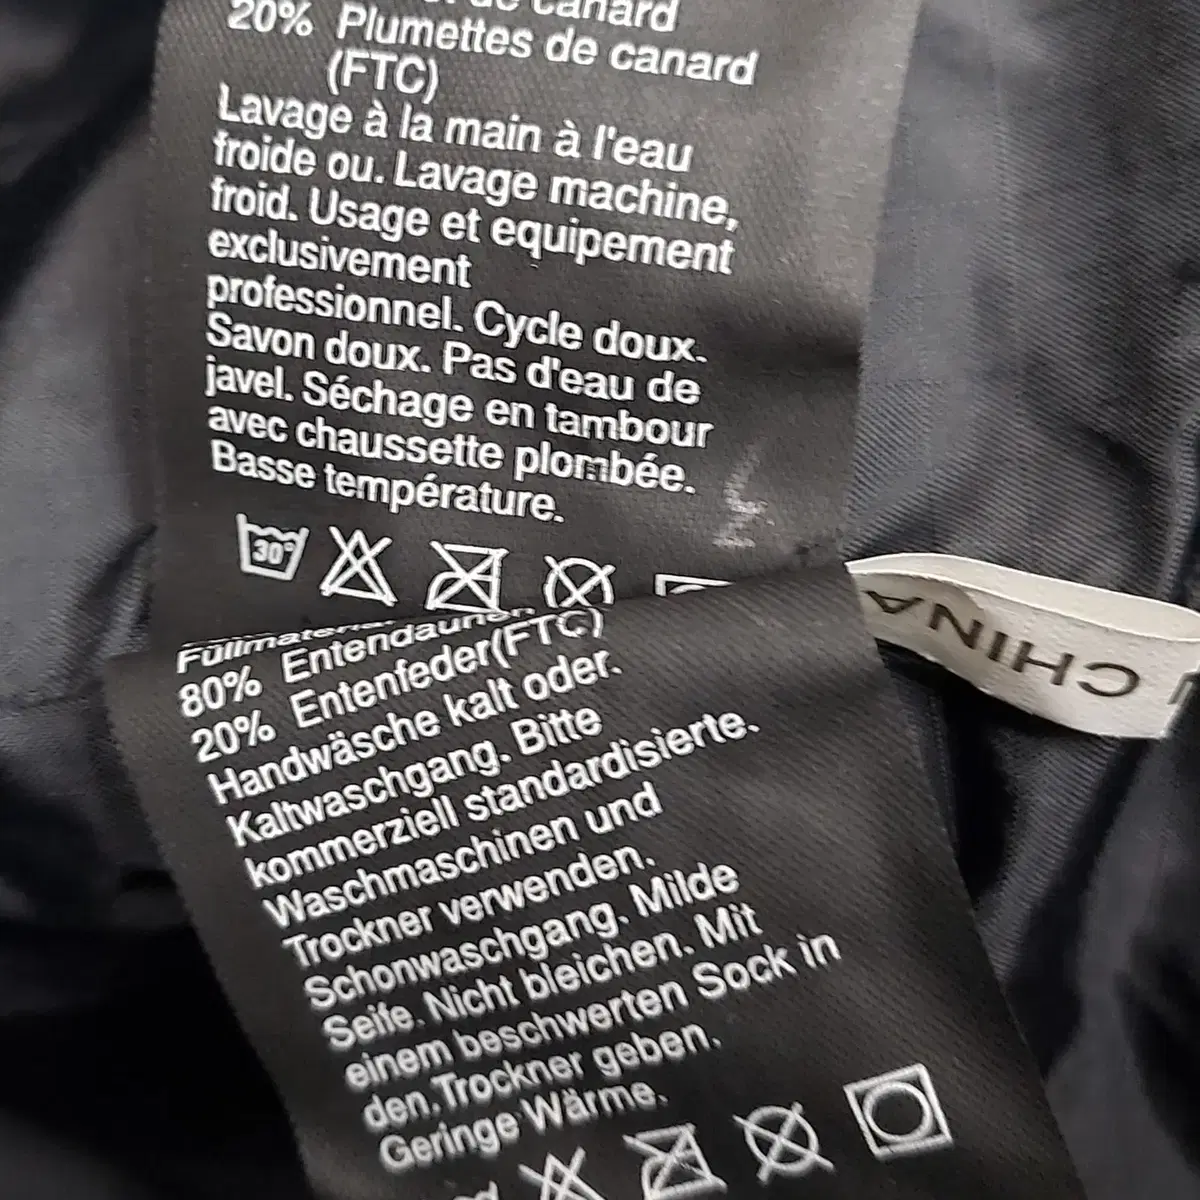 de canard
20% Plumettes de canard
(FTC)
Lavage à la main à l'eau
froide ou. Lavage machine,
froid. Usage et equipement
exclusivement
professionnel. Cycle doux.
Savon doux. Pas d'eau de
javel. Séchage en tambour
avec chaussette plombée.
Basse température.
30°
80% Entendaunen
20% Entenfeder(FTC)
Handwäsche kalt oder.
Kaltwaschgang. Bitte
kommerziell standardisierte.
Waschmaschinen und
Trockner verwenden.
Schonwaschgang. Milde
Seife. Nicht bleichen. Mit
einem beschwerten Sock in
den.Trockner geben.
Geringe Wärme.
CHINA